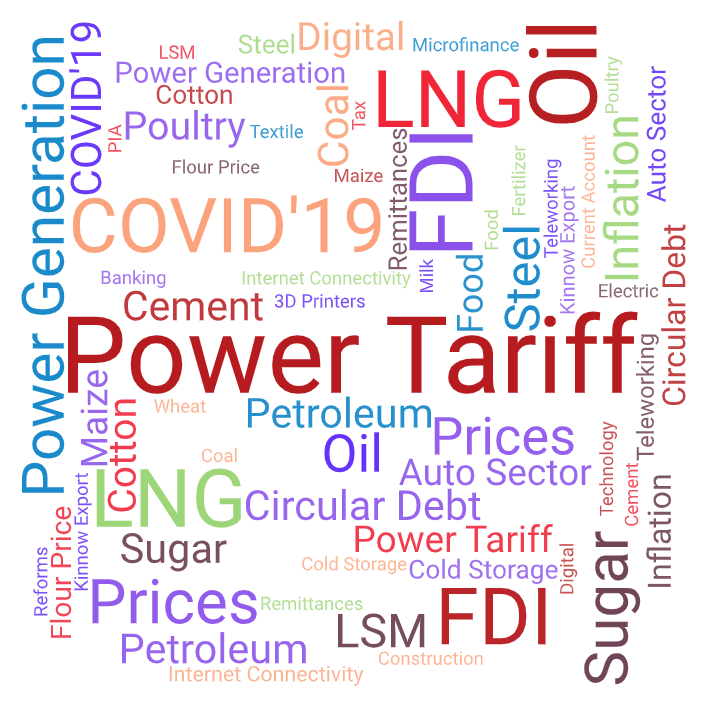 Steel
Digital
Microfinance
Oil
LSM
Power Generation
COVID'19
Power Generation
Cotton
Coal
Tax
LNG
Poultry
Auto Sector
PIA
Poultry
Textile
Flour Price
Maize
Remittances
FDI
Fertilizer
Teleworking
Current Account
Inflation
COVID'19
Food
Kinnow Export
Banking
Internet Connectivity
Milk
Food
Steel
Electric
Circular Debt
Cement
3D Printers
Power Tariff
Teleworking
Maize
Cotton
Wheat
Petroleum
Prices
Technology
Oil
Coal
Auto Sector
Cement
Inflation
LNG
Circular Debt
Kinnow Export
Flour Price
Reforms
Sugar
Power Tariff
Sugar
Cold Storage
Cold Storage
Digital
Prices
Remittances
LSM
FDI
Petroleum
Construction
Internet Connectivity